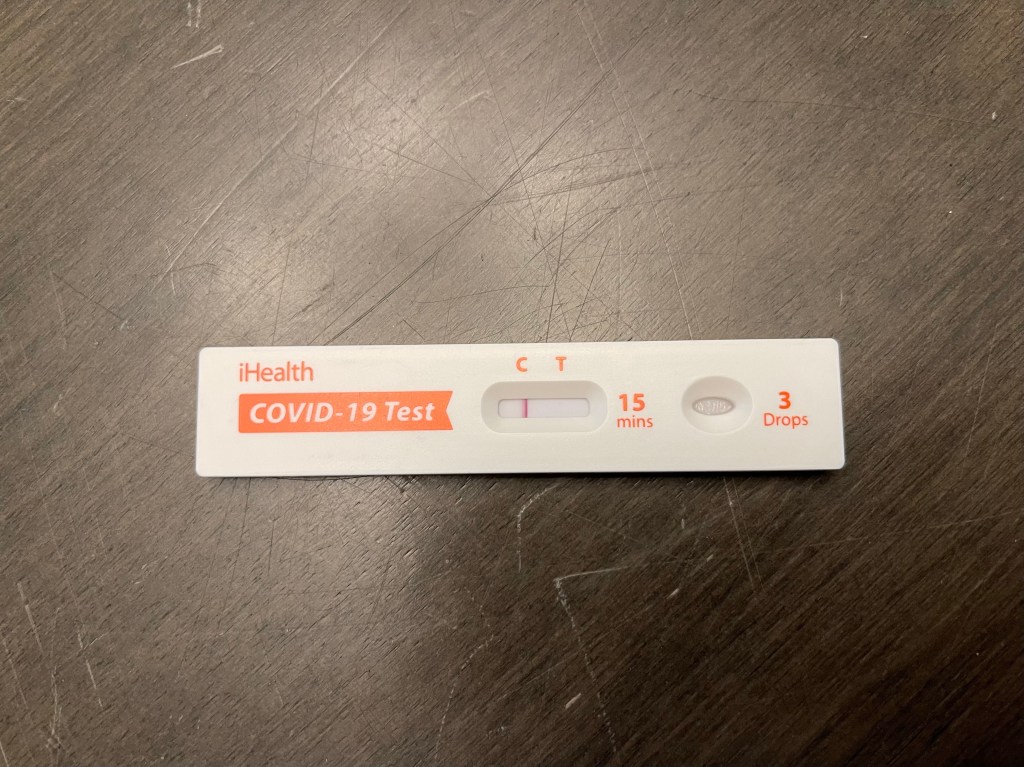 iHealth
COVID-19 Test
C T
15
mins
3
Drops